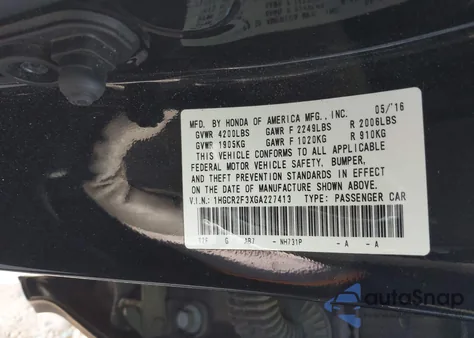 MFD. BY HONDA OF AMERICA MFG., INC. 05/'16
GVWR 4200LBS GAWR F 2249LBS R 2006LBS
GVWR 1905KG GAWR F 1020KG R 910KG
THIS VEHICLE CONFORMS TO ALL APPLICABLE
FEDERAL MOTOR VEHICLE SAFETY, BUMPER,
AND THEFT PREVENTION STANDARDS IN EFFECT
ON THE DATE OF MANUFACTURE SHOWN ABOVE.
V.I.N.: 1HGCR2F3XGA227413 TYPE: PASSENGER CAR
G NH731P - A - A
autoSnap